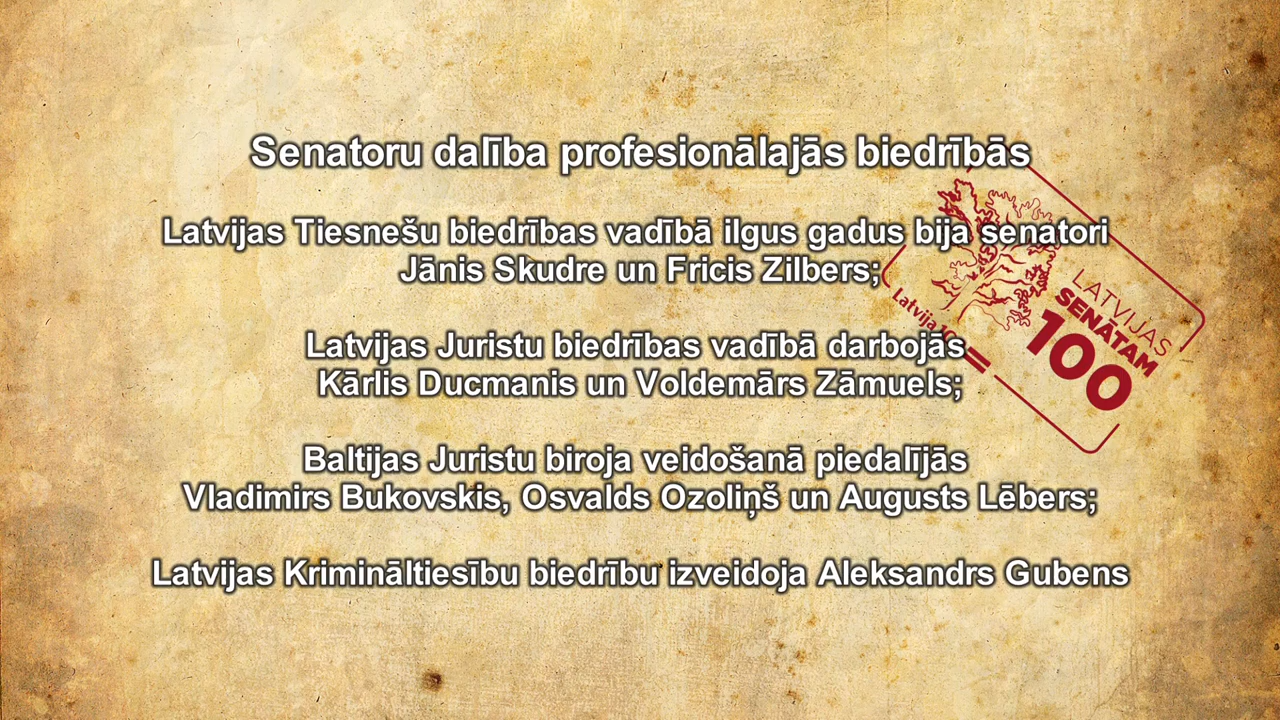 Senatoru dalība profesionālajās biedrībās
Latvijas Tiesnešu biedrības vadībā ilgus gadus bija senatori
Jānis Skudre un Fricis Zilbers;
Latvijas Juristu biedrības vadībā darbojās
Kārlis Ducmanis un Voldemārs Zāmuels;
Baltijas Juristu biroja veidošanā piedalījās
Vladimirs Bukovskis, Osvalds Ozoliņš un Augusts Lēbers;
Latvijas Krimināltiesību biedrību izveidoja Aleksandrs Gubens
LATVIJAS
SENĀTAM
100
Latvija